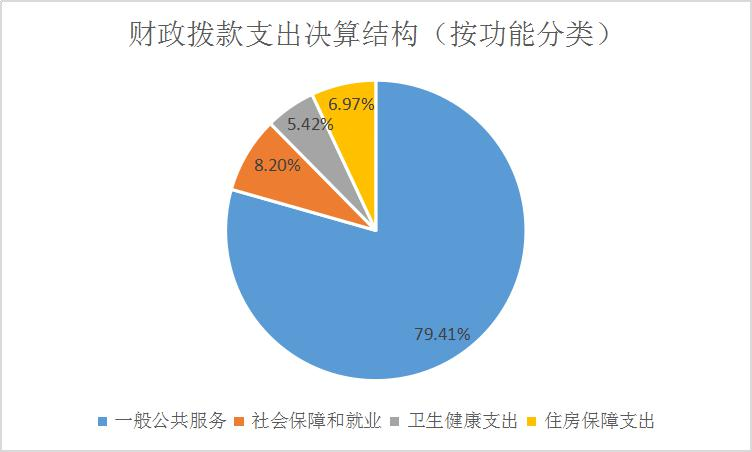 财政拨款支出决算结构（按功能分类）
6.97%
5.42%
8.20%
79.41%
一般公共服务 社会保障和就业 卫生健康支出 住房保障支出